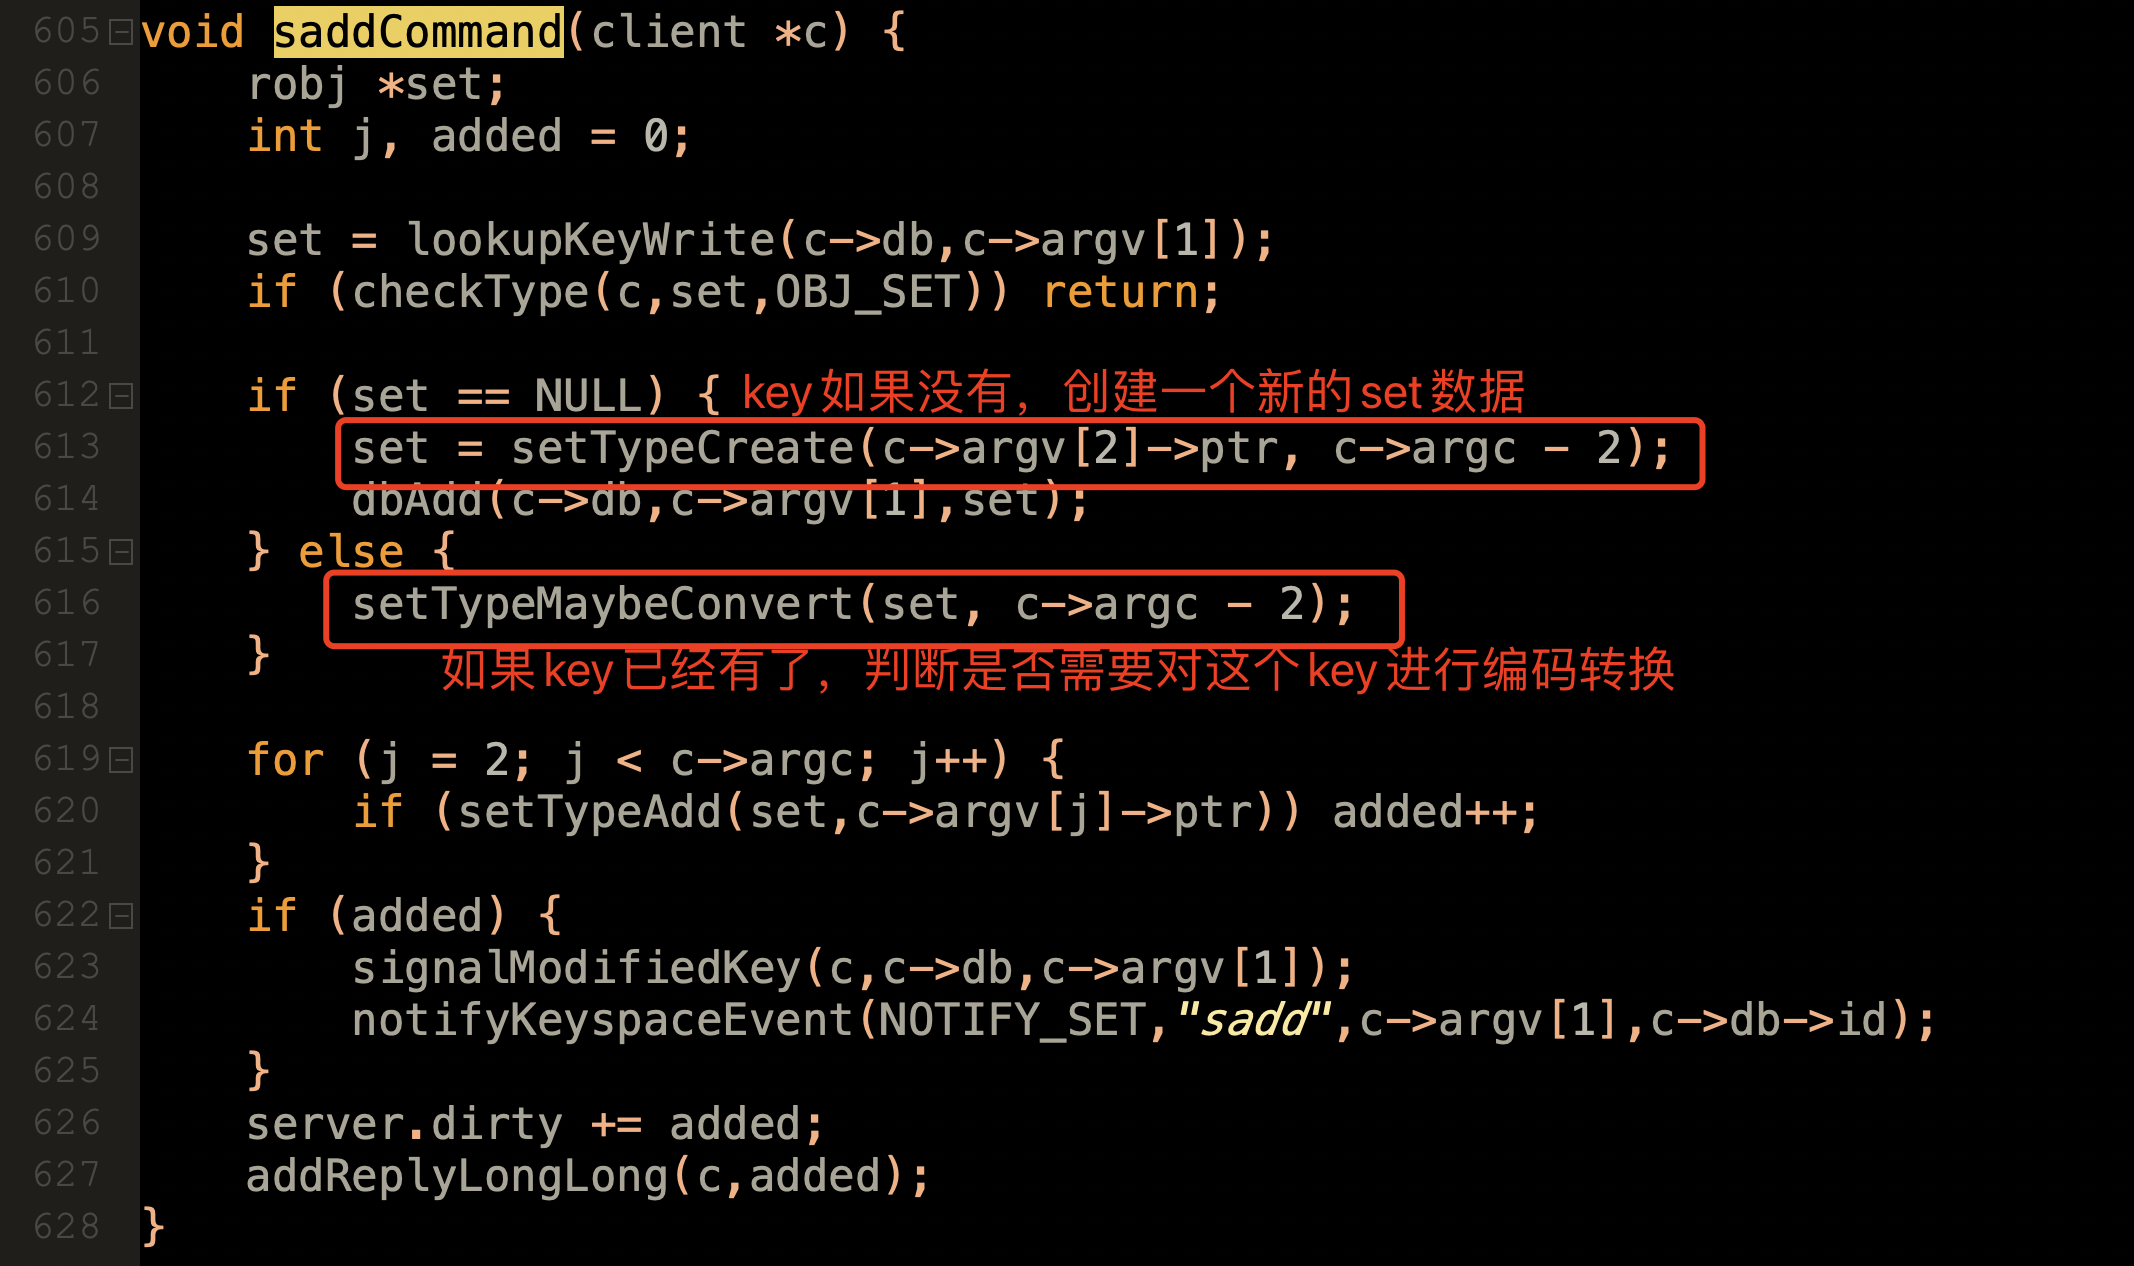 605 void saddCommand(client *c) {
606     robj *set;
607     int j, added = 0;
608
609     set = lookupKeyWrite(c->db,c->argv[1]);
610     if (checkType(c,set,OBJ_SET)) return;
611
612     if (set == NULL) { key如果没有，创建一个新的set数据
613         set = setTypeCreate(c->argv[2]->ptr, c->argc - 2);
614         dbAdd(c->db,c->argv[1],set);
615     } else {
616         setTypeMaybeConvert(set, c->argc - 2);
617     } 如果key已经有了，判断是否需要对这个key进行编码转换
618
619     for (j = 2; j < c->argc; j++) {
620         if (setTypeAdd(set,c->argv[j]->ptr)) added++;
621     }
622     if (added) {
623         signalModifiedKey(c,c->db,c->argv[1]);
624         notifyKeyspaceEvent(NOTIFY_SET,"sadd",c->argv[1],c->db->id);
625     }
626     server.dirty += added;
627     addReplyLongLong(c,added);
628 }